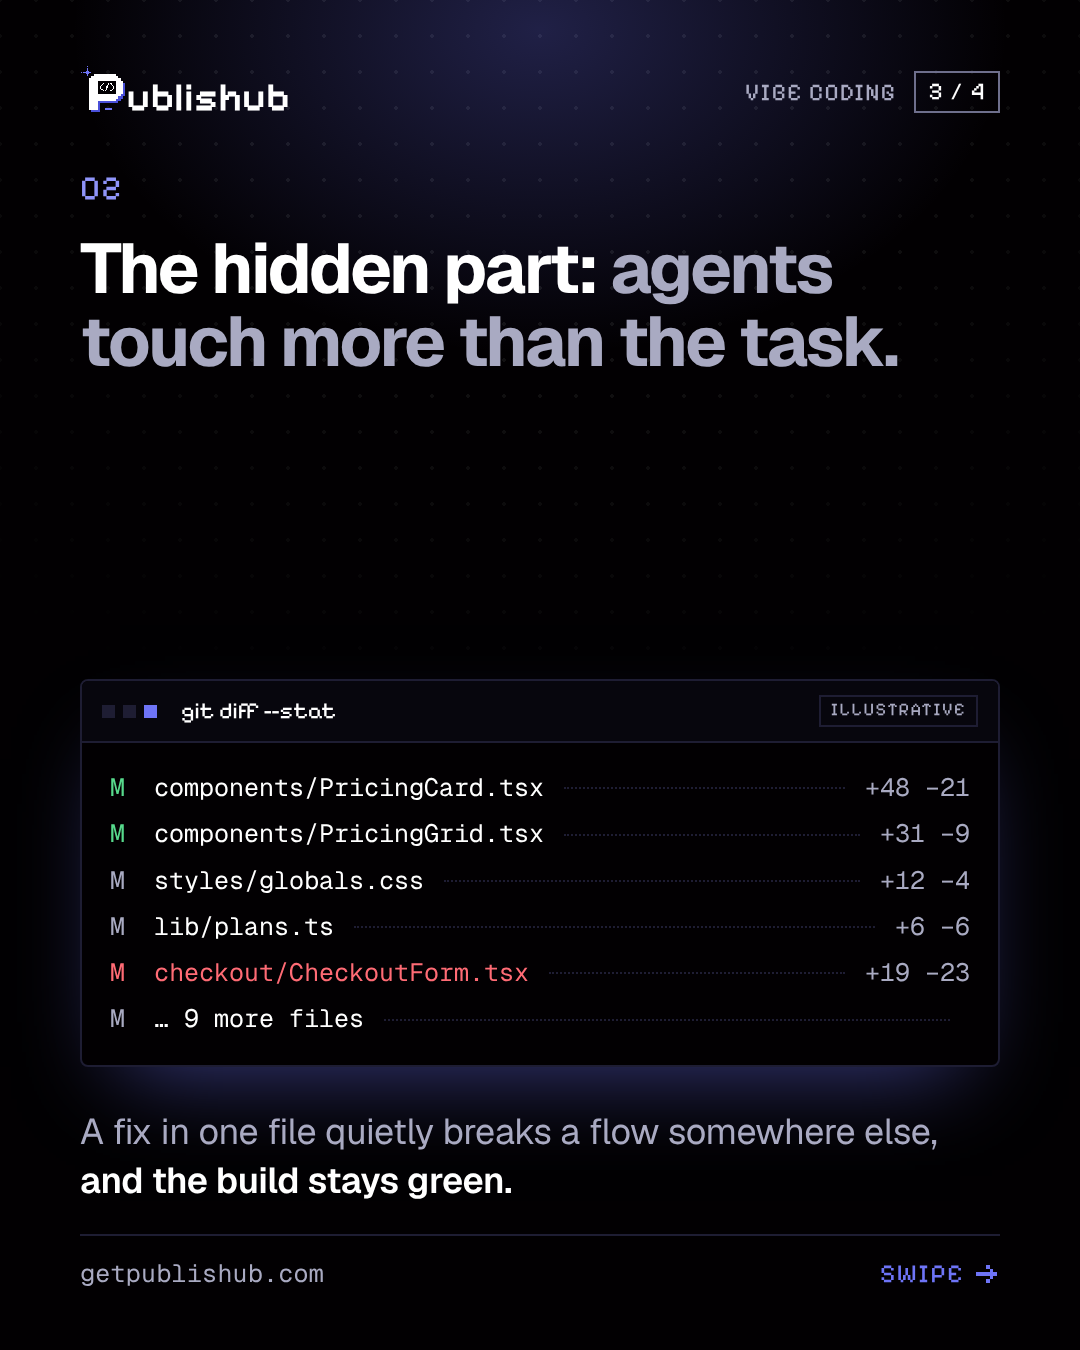 Publishub
VIBE CODING
3 / 4
02
The hidden part: agents
touch more than the task.
git diff --stat
ILLUSTRATIVE
M components/PricingCard.tsx +48 −21
M components/PricingGrid.tsx +31 −9
M styles/globals.css +12 −4
M lib/plans.ts +6 −6
M checkout/CheckoutForm.tsx +19 −23
M … 9 more files
A fix in one file quietly breaks a flow somewhere else,
and the build stays green.
getpublishub.com
SWIPE →